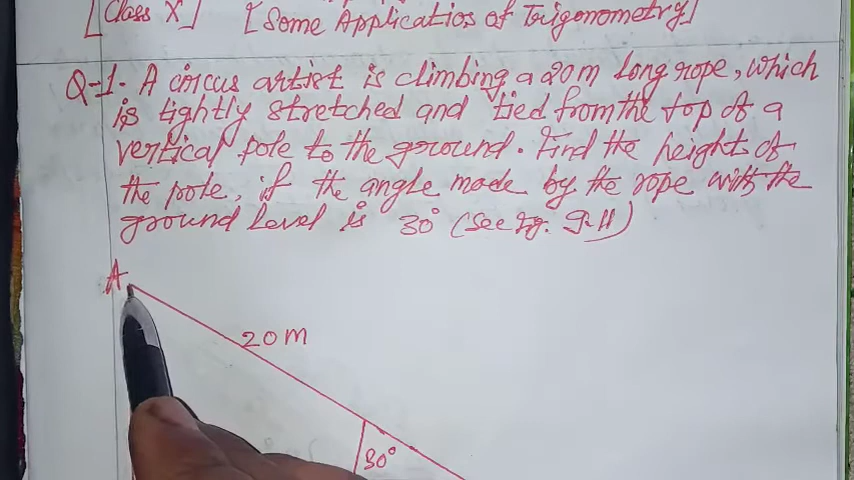 [Class X] [Some Applicatios of Trigonometry]
Q-1. A circus artist is climbing a 20m long rope, which
is tightly stretched and tied from the top of a
vertical pole to the ground. Find the height of
the pole, if the angle made by the rope with the
ground level is 30° (see fig. 9.11)
A
20m
30°